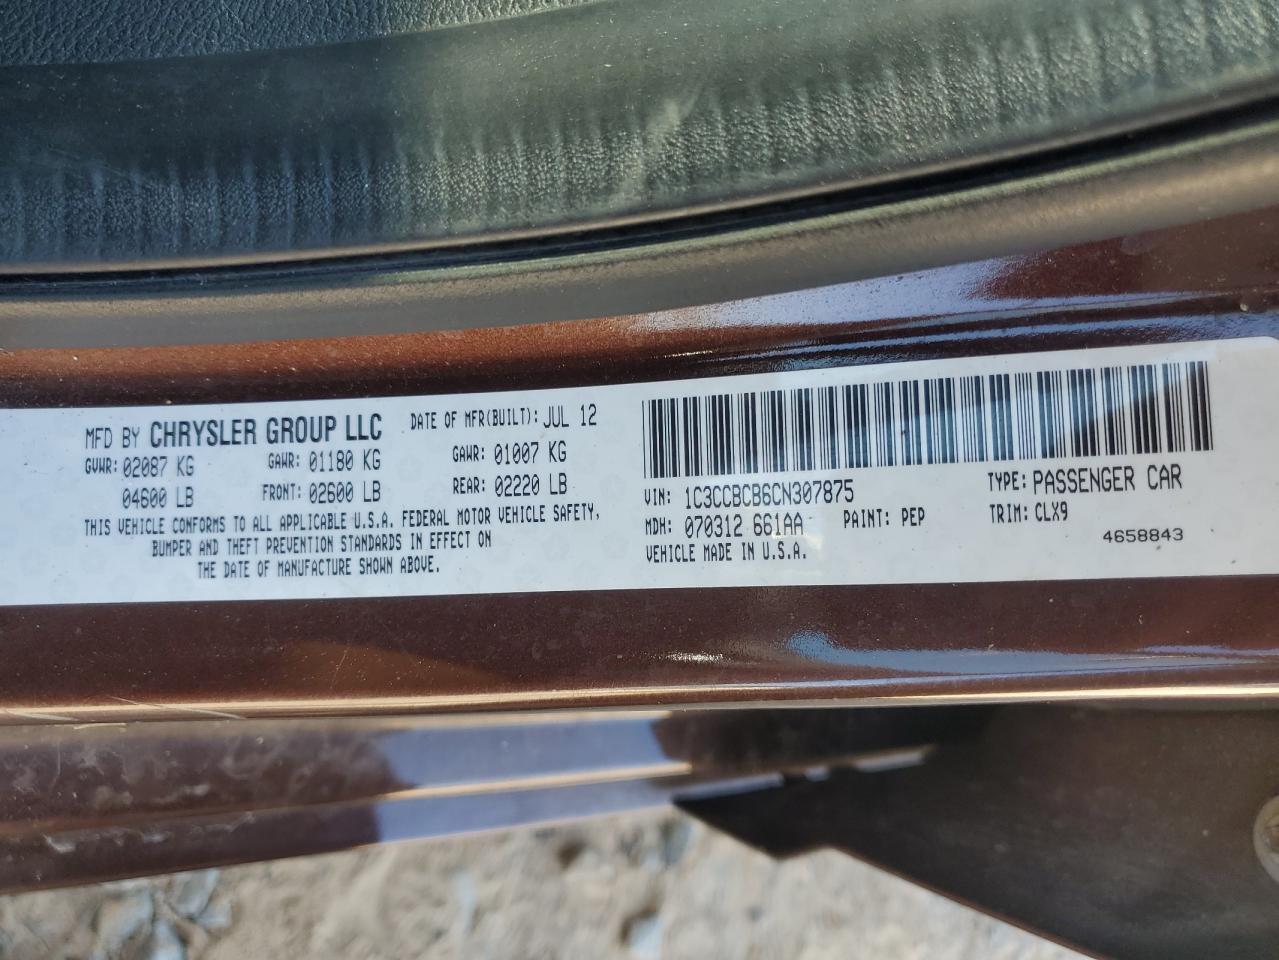 MFD BY CHRYSLER GROUP LLC DATE OF MFR(BUILT): JUL 12
GVWR: 02087 KG GAWR: 01180 KG GAWR: 01007 KG
04600 LB FRONT: 02600 LB REAR: 02220 LB
THIS VEHICLE CONFORMS TO ALL APPLICABLE U.S.A. FEDERAL MOTOR VEHICLE SAFETY,
BUMPER AND THEFT PREVENTION STANDARDS IN EFFECT ON
THE DATE OF MANUFACTURE SHOWN ABOVE.
VIN: 1C3CCBCB6CN307875 TYPE: PASSENGER CAR
MDH: 070312 661AA PAINT: PEP TRIM: CLX9
VEHICLE MADE IN U.S.A. 4658843